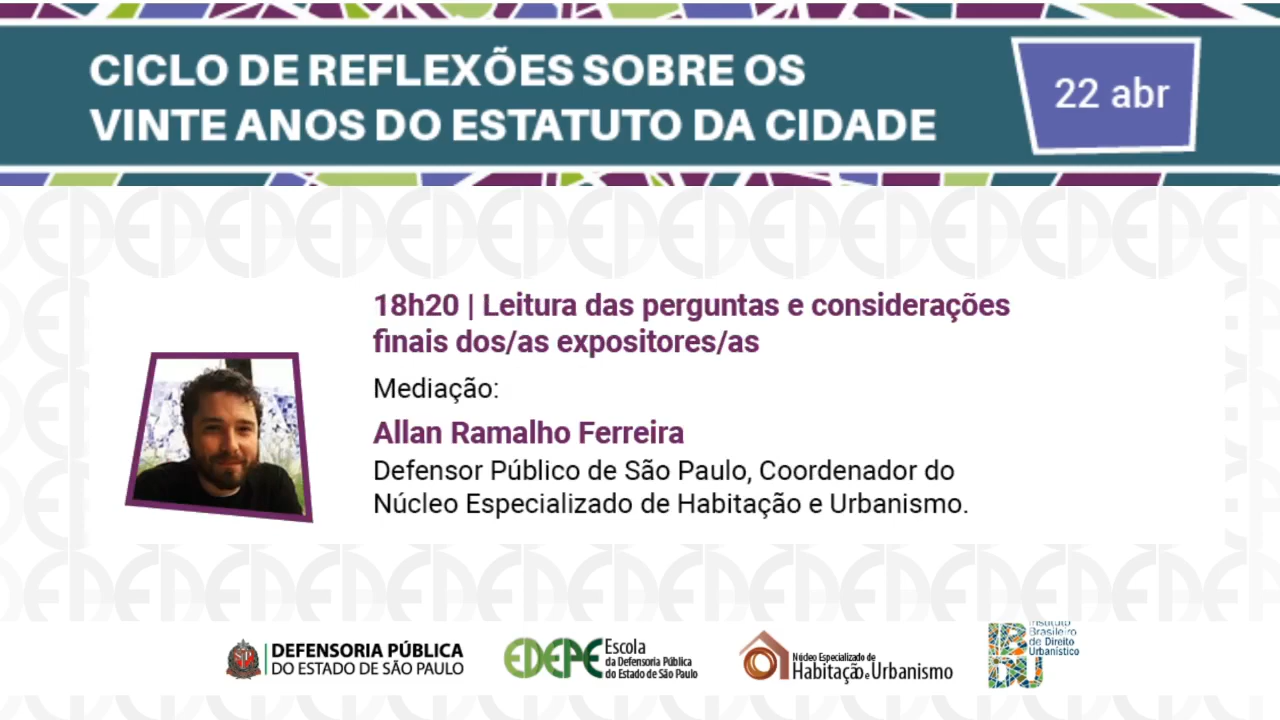 CICLO DE REFLEXÕES SOBRE OS
VINTE ANOS DO ESTATUTO DA CIDADE
22 abr
18h20 | Leitura das perguntas e considerações
finais dos/as expositores/as
Mediação:
Allan Ramalho Ferreira
Defensor Público de São Paulo, Coordenador do
Núcleo Especializado de Habitação e Urbanismo.
DEFENSORIA PÚBLICA
DO ESTADO DE SÃO PAULO
EDEPE
Escola
da Defensoria Pública
do Estado de São Paulo
Núcleo Especializado de
Habitação e Urbanismo
IBDU
Instituto
Brasileiro
de Direito
Urbanístico